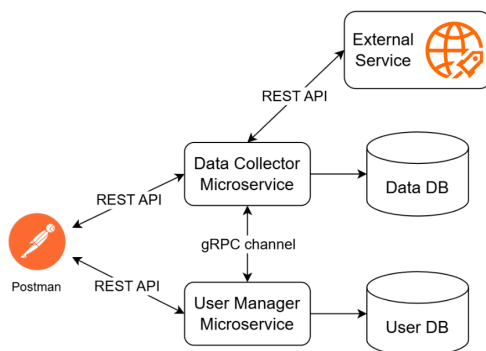 External
Service
REST API
Data Collector
Microservice
Data DB
REST API
gRPC channel
Postman
REST API
User Manager
Microservice
User DB